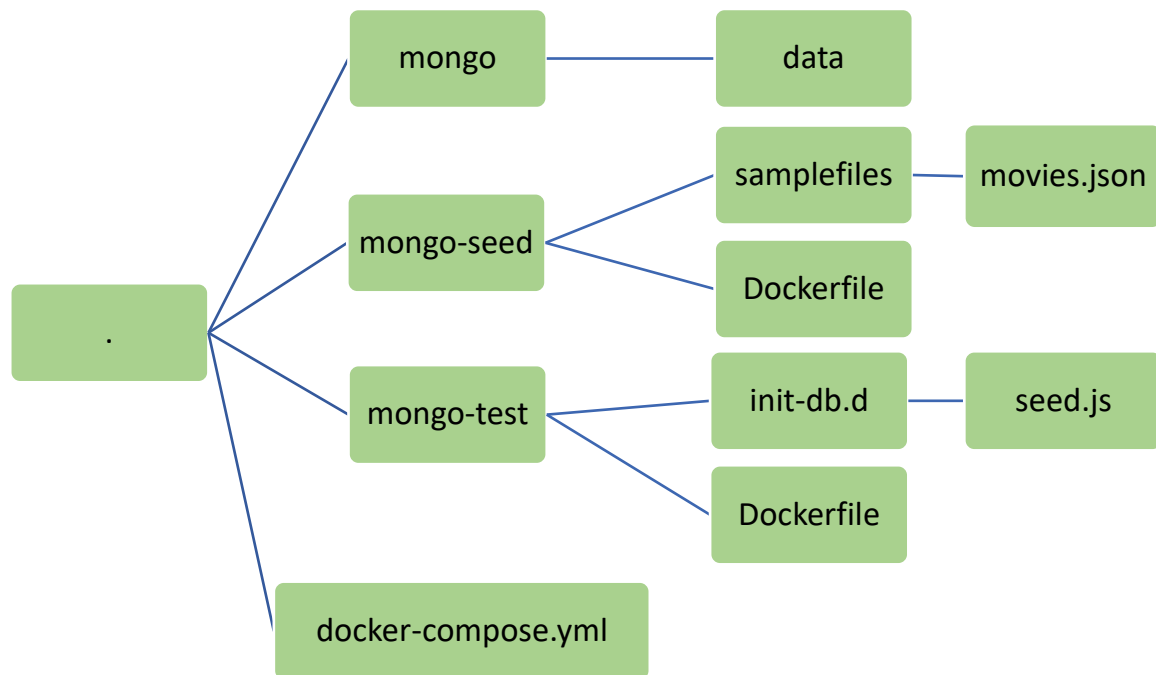 .
mongo
data
mongo-seed
samplefiles
movies.json
Dockerfile
mongo-test
init-db.d
seed.js
Dockerfile
docker-compose.yml